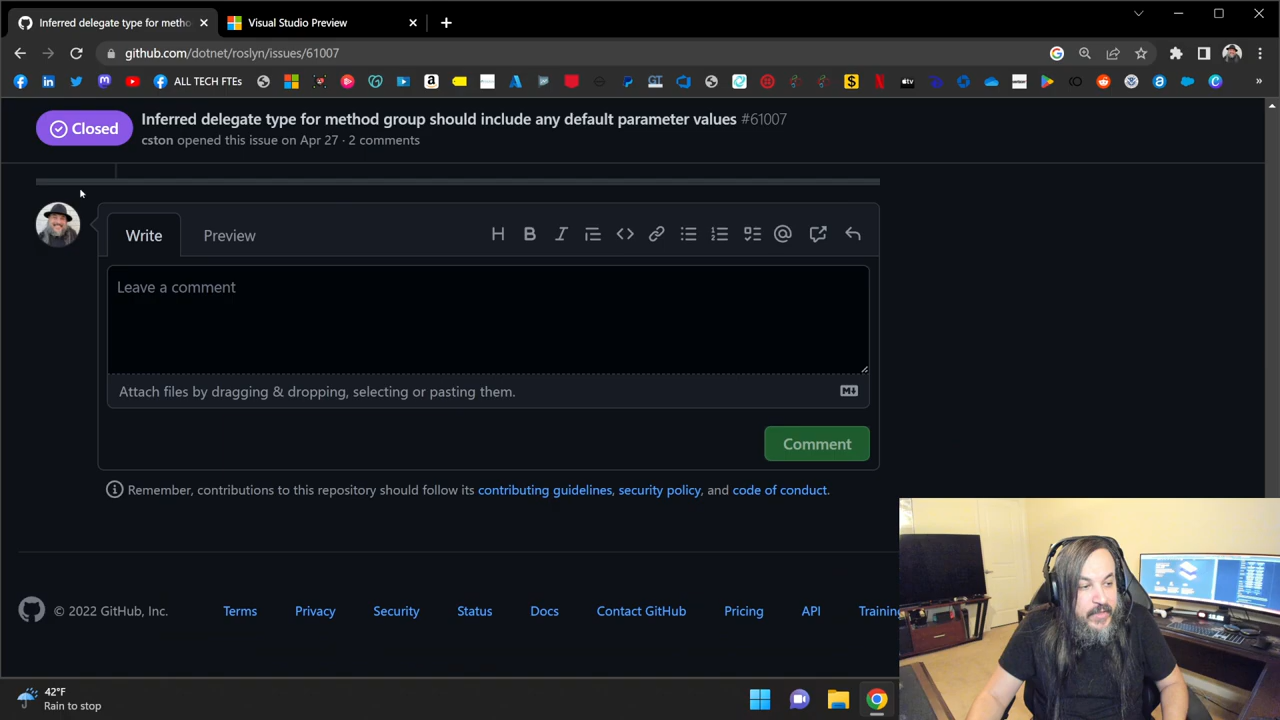 Inferred delegate type for metho
Visual Studio Preview
github.com/dotnet/roslyn/issues/61007
ALL TECH FTEs
Closed
Inferred delegate type for method group should include any default parameter values #61007
cston opened this issue on Apr 27 · 2 comments
Write
Preview
Leave a comment
Attach files by dragging & dropping, selecting or pasting them.
Comment
Remember, contributions to this repository should follow its contributing guidelines, security policy, and code of conduct.
© 2022 GitHub, Inc.
Terms
Privacy
Security
Status
Docs
Contact GitHub
Pricing
API
Training
42°F
Rain to stop